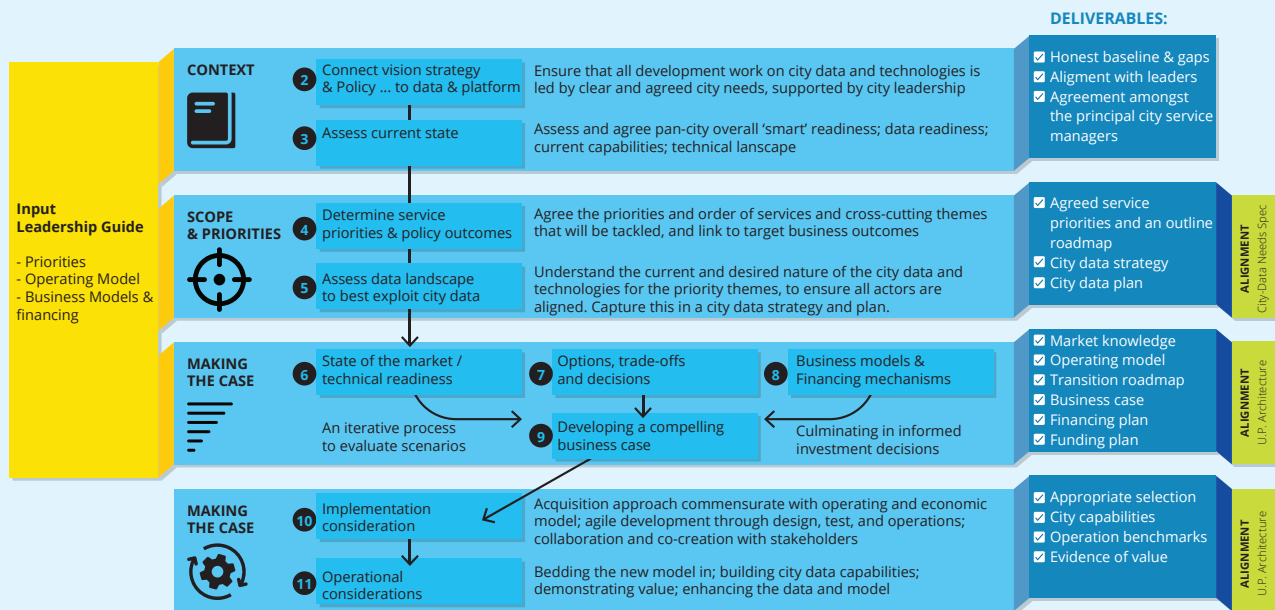 DELIVERABLES:
Input
Leadership Guide
- Priorities
- Operating Model
- Business Models &
financing
CONTEXT
2
Connect vision strategy
& Policy ... to data & platform
Ensure that all development work on city data and technologies is
led by clear and agreed city needs, supported by city leadership
3
Assess current state
Assess and agree pan-city overall ‘smart’ readiness; data readiness;
current capabilities; technical lanscape
Honest baseline & gaps
Aligment with leaders
Agreement amongst
the principal city service
managers
SCOPE
& PRIORITIES
4
Determine service
priorities & policy outcomes
Agree the priorities and order of services and cross-cutting themes
that will be tackled, and link to target business outcomes
5
Assess data landscape
to best exploit city data
Understand the current and desired nature of the city data and
technologies for the priority themes, to ensure all actors are
aligned. Capture this in a city data strategy and plan.
Agreed service
priorities and an outline
roadmap
City data strategy
City data plan
ALIGNMENT
City-Data Needs Spec
MAKING
THE CASE
6
State of the market /
technical readiness
7
Options, trade-offs
and decisions
8
Business models &
Financing mechanisms
An iterative process
to evaluate scenarios
9
Developing a compelling
business case
Culminating in informed
investment decisions
Market knowledge
Operating model
Transition roadmap
Business case
Financing plan
Funding plan
ALIGNMENT
U.P. Architecture
MAKING
THE CASE
10
Implementation
consideration
Acquisition approach commensurate with operating and economic
model; agile development through design, test, and operations;
collaboration and co-creation with stakeholders
11
Operational
considerations
Bedding the new model in; building city data capabilities;
demonstrating value; enhancing the data and model
Appropriate selection
City capabilities
Operation benchmarks
Evidence of value
ALIGNMENT
U.P. Architecture